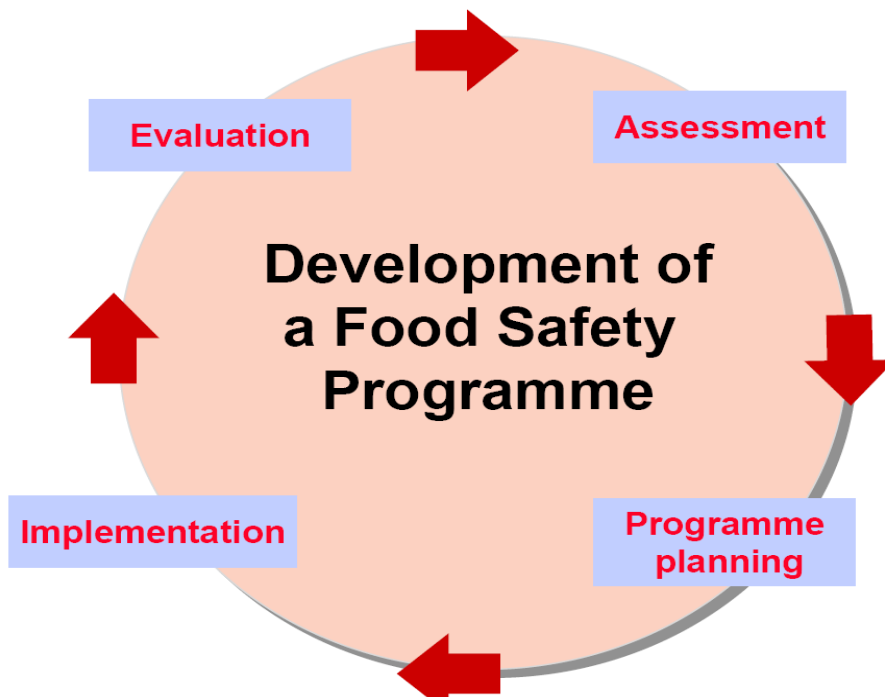 Evaluation
Assessment
Development of
a Food Safety
Programme
Implementation
Programme
planning